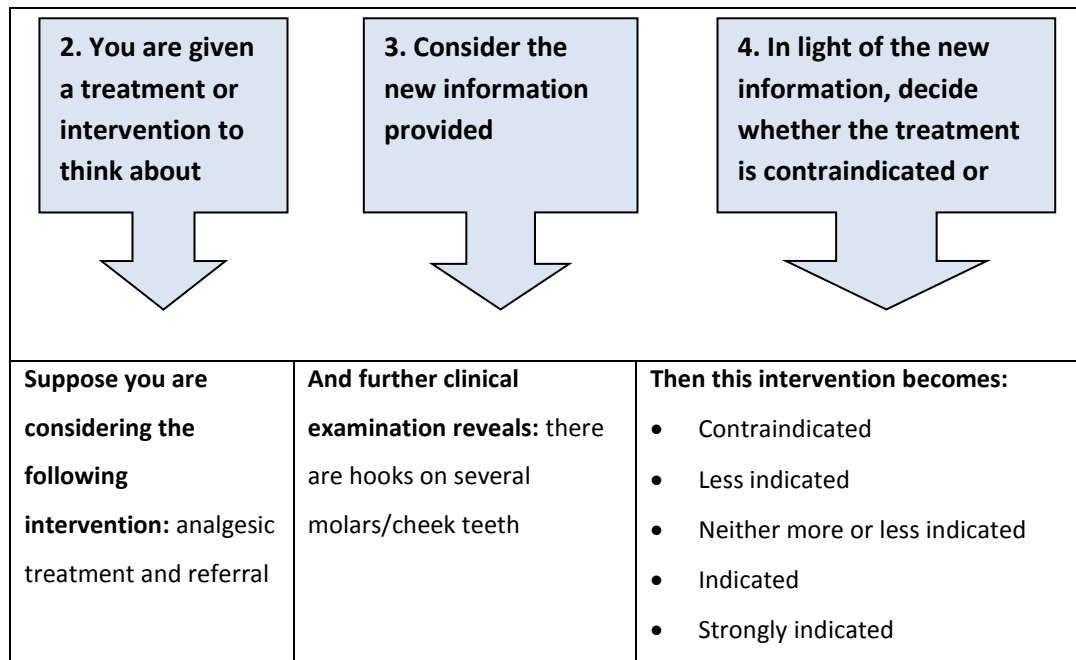 2. You are given
a treatment or
intervention to
think about
3. Consider the
new information
provided
4. In light of the new
information, decide
whether the treatment
is contraindicated or
Suppose you are
considering the
following
intervention: analgesic
treatment and referral
And further clinical
examination reveals: there
are hooks on several
molars/cheek teeth
Then this intervention becomes:
• Contraindicated
• Less indicated
• Neither more or less indicated
• Indicated
• Strongly indicated